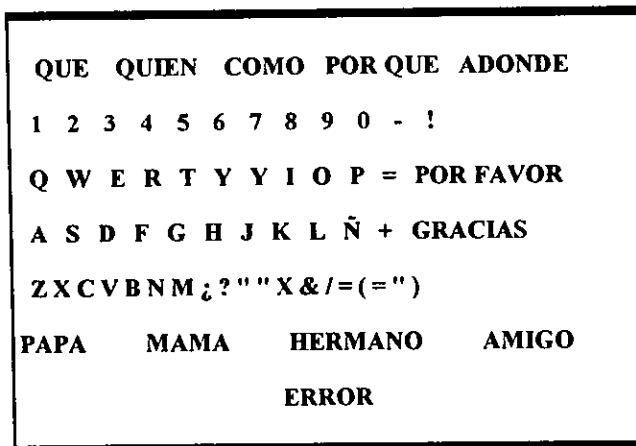 QUE QUIEN COMO POR QUE ADONDE
1 2 3 4 5 6 7 8 9 0 - !
Q W E R T Y Y I O P = POR FAVOR
A S D F G H J K L Ñ + GRACIAS
Z X C V B N M ¿ ? " " X & / = ( = " )
PAPA MAMA HERMANO AMIGO
ERROR